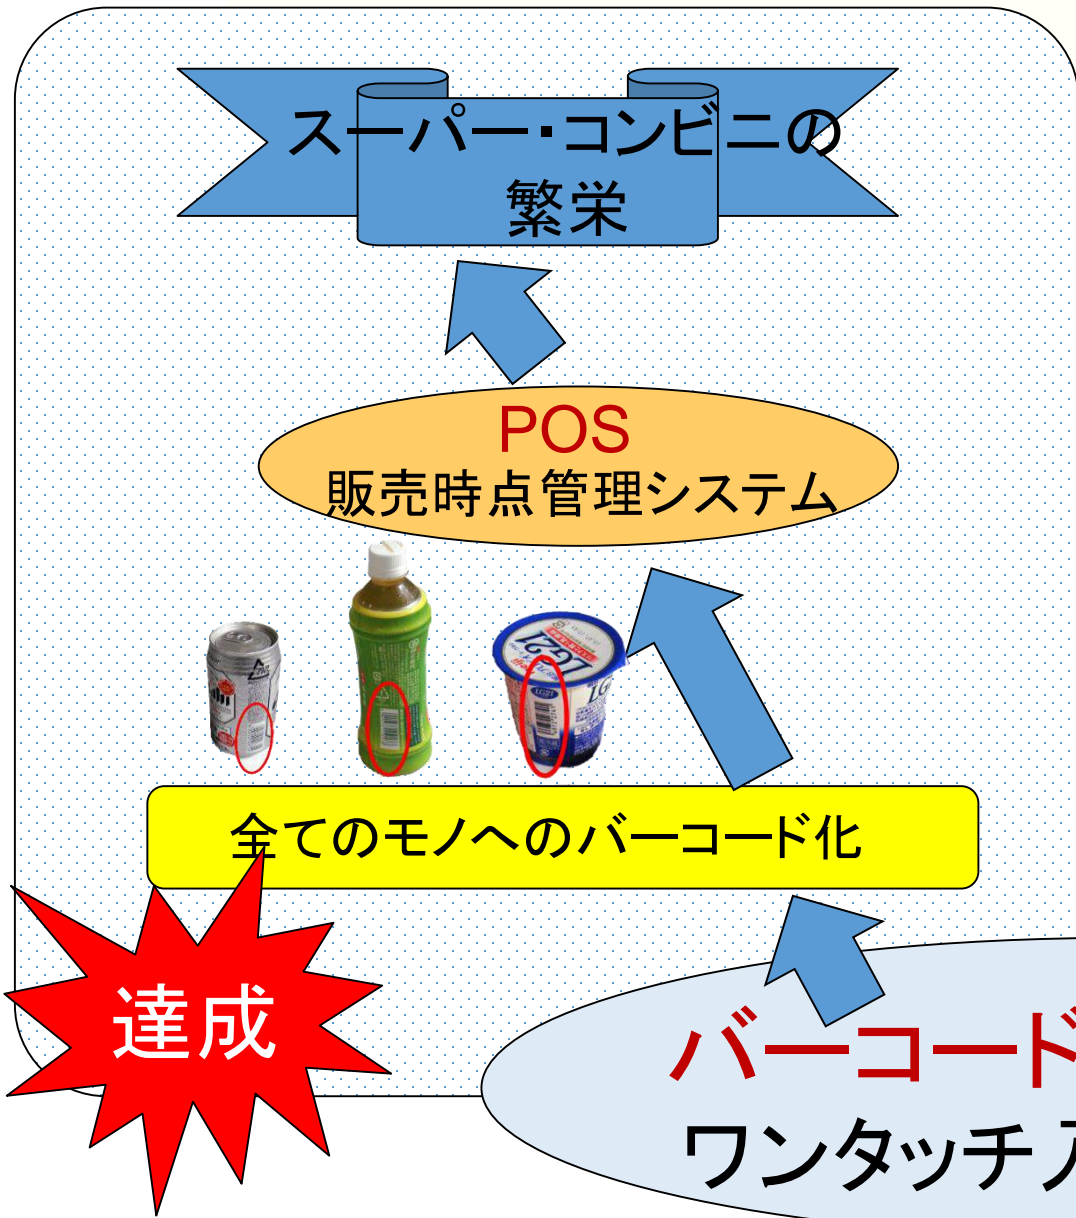 スーパー・コンビニの
繁栄
POS
販売時点管理システム
LG21
LG21
全てのモノへのバーコード化
達成
バーコード
ワンタッチ